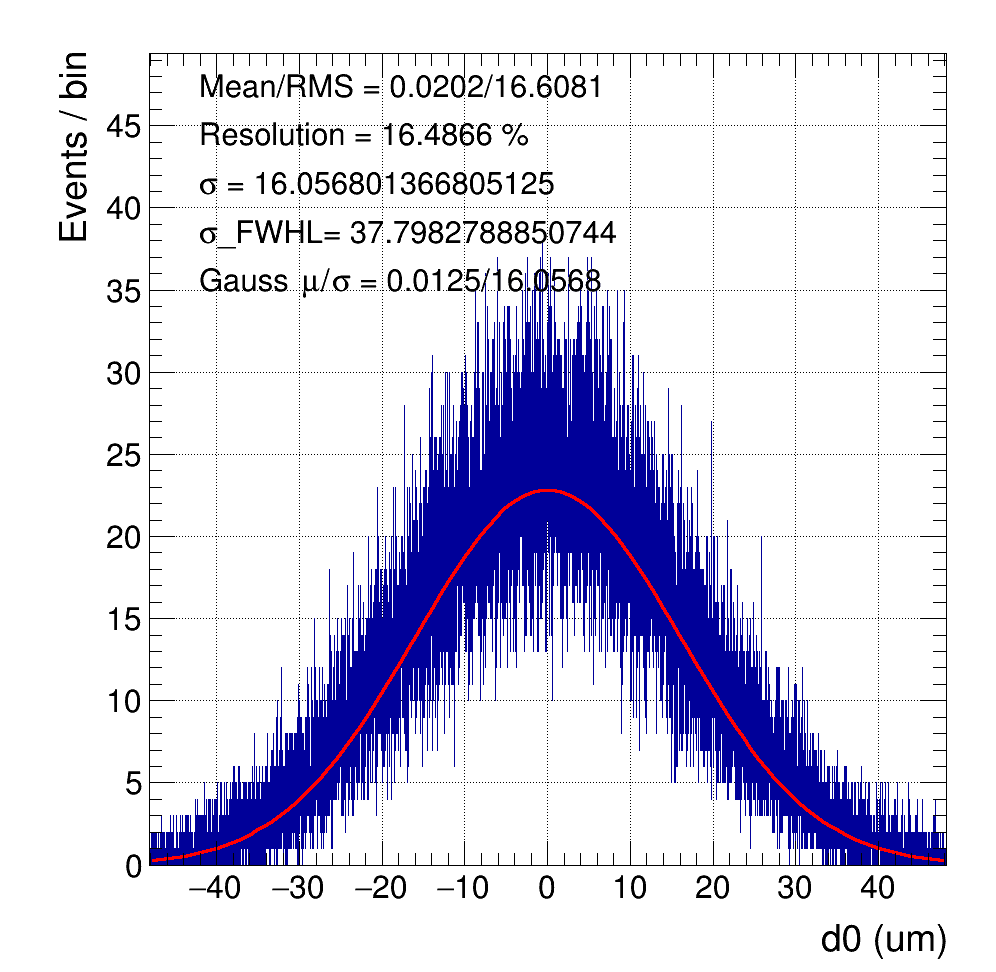 Events / bin
Mean/RMS = 0.0202/16.6081
Resolution = 16.4866 %
σ = 16.056801366805125
σ_FWHL= 37.7982788850744
Gauss μ/σ = 0.0125/16.0568
45
40
35
30
25
20
15
10
5
0
−40 −30 −20 −10 0 10 20 30 40
d0 (um)